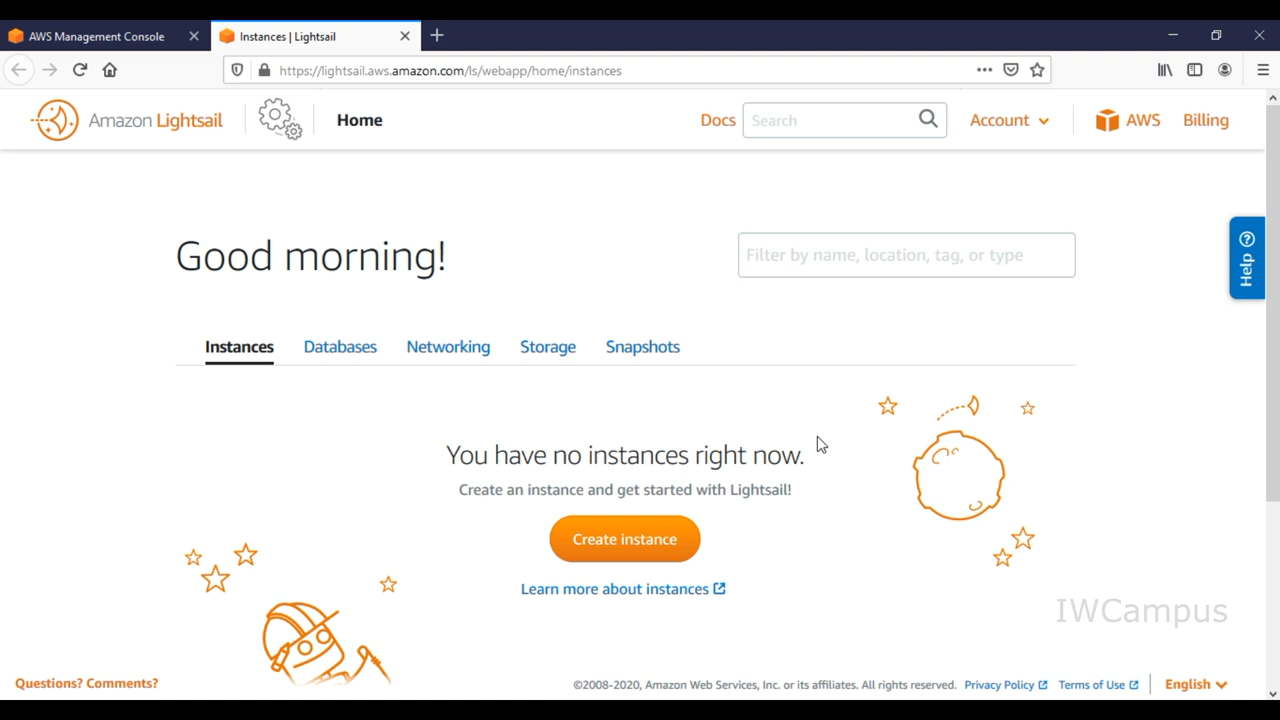 AWS Management Console
Instances | Lightsail
https://lightsail.aws.amazon.com/ls/webapp/home/instances
Amazon Lightsail
Home
Docs
Search
Account
AWS
Billing
Good morning!
Filter by name, location, tag, or type
Help
Instances
Databases
Networking
Storage
Snapshots
You have no instances right now.
Create an instance and get started with Lightsail!
Create instance
Learn more about instances
IWCampus
Questions? Comments?
©2008-2020, Amazon Web Services, Inc. or its affiliates. All rights reserved.
Privacy Policy
Terms of Use
English